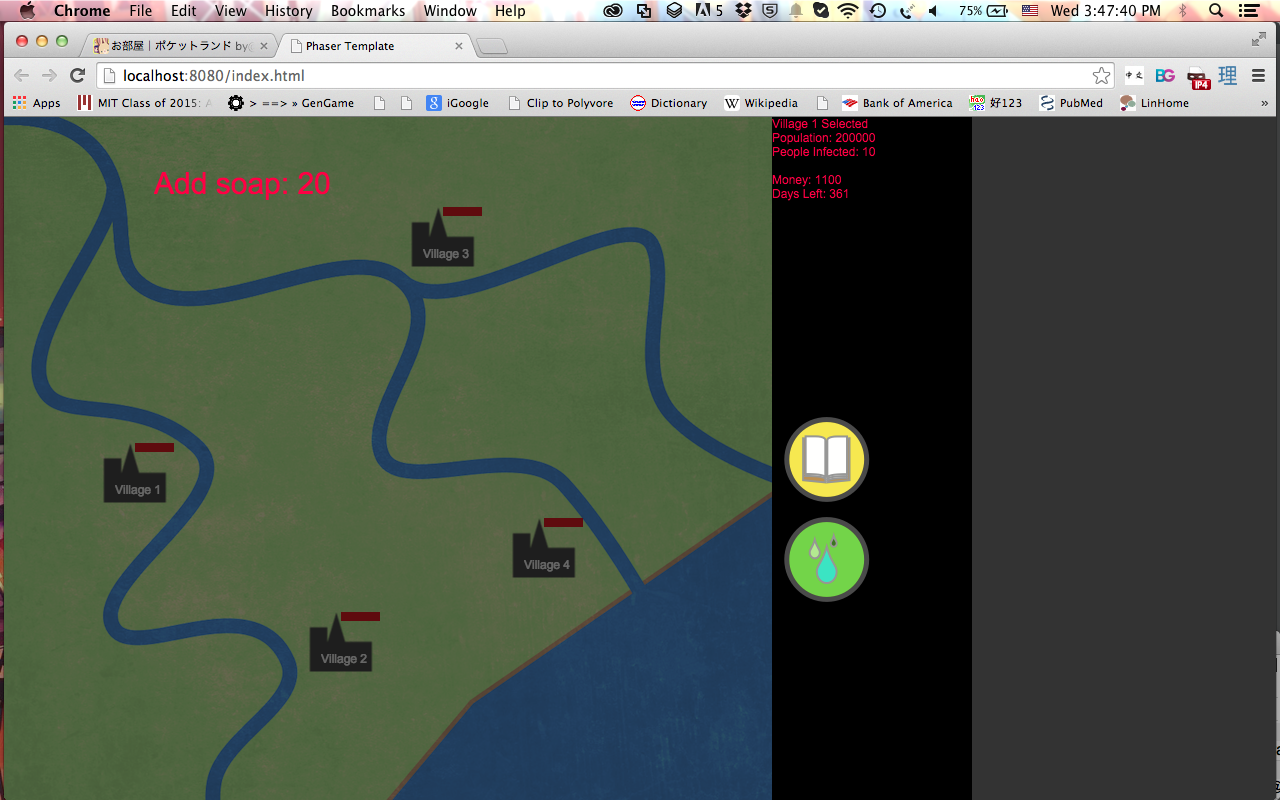 Chrome File Edit View History Bookmarks Window Help 5 75% Wed 3:47:40 PM
お部屋｜ポケットランド by Phaser Template
localhost:8080/index.html BG IP4 理
Apps MIT Class of 2015: > ==> » GenGame iGoogle Clip to Polyvore Dictionary Wikipedia Bank of America 好123 PubMed LinHome »
Village 1 Selected
Population: 200000
People Infected: 10
Money: 1100
Days Left: 361
Add soap: 20
Village 3
Village 1
Village 4
Village 2